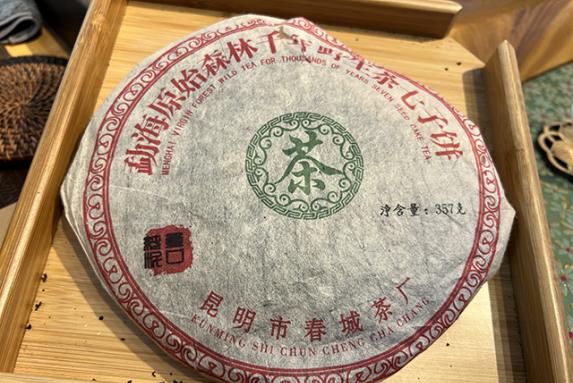 勐海原始森林千年野生茶七子饼
MENGHAI VIRGIN FOREST WILD TEA FOR THOUSANDS OF YEARS SEVEN SEED CAKE TEA
茶
净含量：357克
昆明市春城茶厂
KUNMING SHI CHUN CHENG CHA CHANG